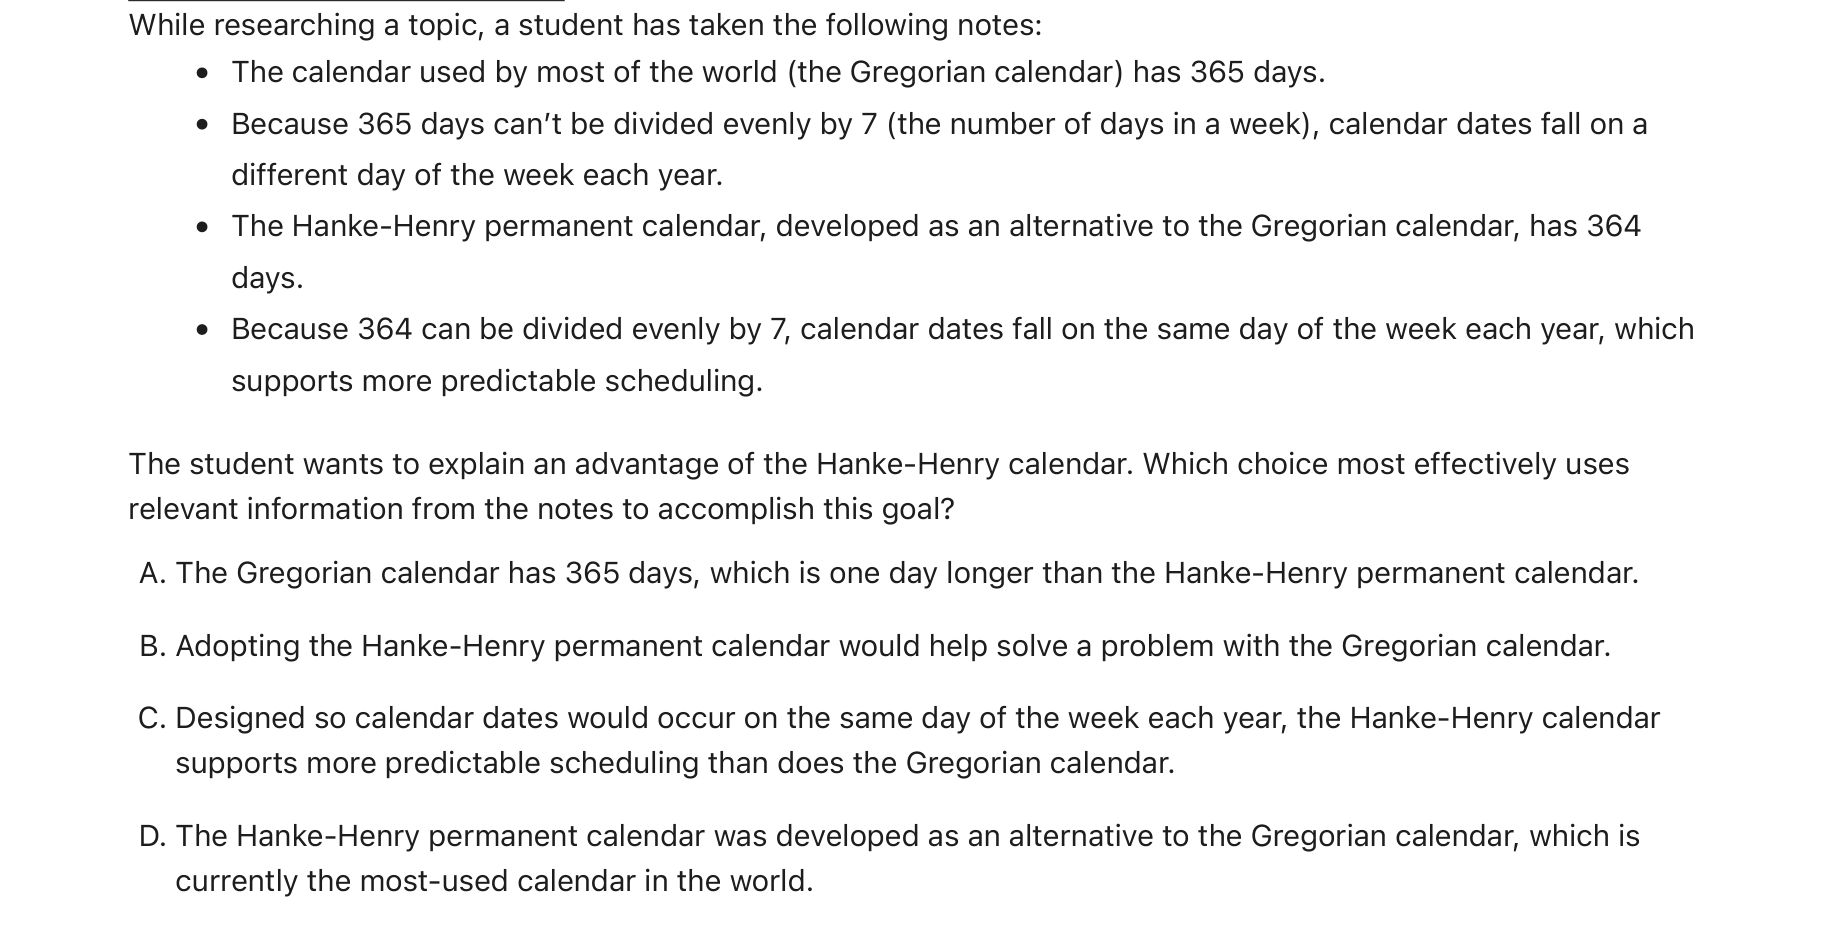 While researching a topic, a student has taken the following notes:
• The calendar used by most of the world (the Gregorian calendar) has 365 days.
• Because 365 days can’t be divided evenly by 7 (the number of days in a week), calendar dates fall on a
different day of the week each year.
• The Hanke-Henry permanent calendar, developed as an alternative to the Gregorian calendar, has 364
days.
• Because 364 can be divided evenly by 7, calendar dates fall on the same day of the week each year, which
supports more predictable scheduling.
The student wants to explain an advantage of the Hanke-Henry calendar. Which choice most effectively uses
relevant information from the notes to accomplish this goal?
A. The Gregorian calendar has 365 days, which is one day longer than the Hanke-Henry permanent calendar.
B. Adopting the Hanke-Henry permanent calendar would help solve a problem with the Gregorian calendar.
C. Designed so calendar dates would occur on the same day of the week each year, the Hanke-Henry calendar
supports more predictable scheduling than does the Gregorian calendar.
D. The Hanke-Henry permanent calendar was developed as an alternative to the Gregorian calendar, which is
currently the most-used calendar in the world.